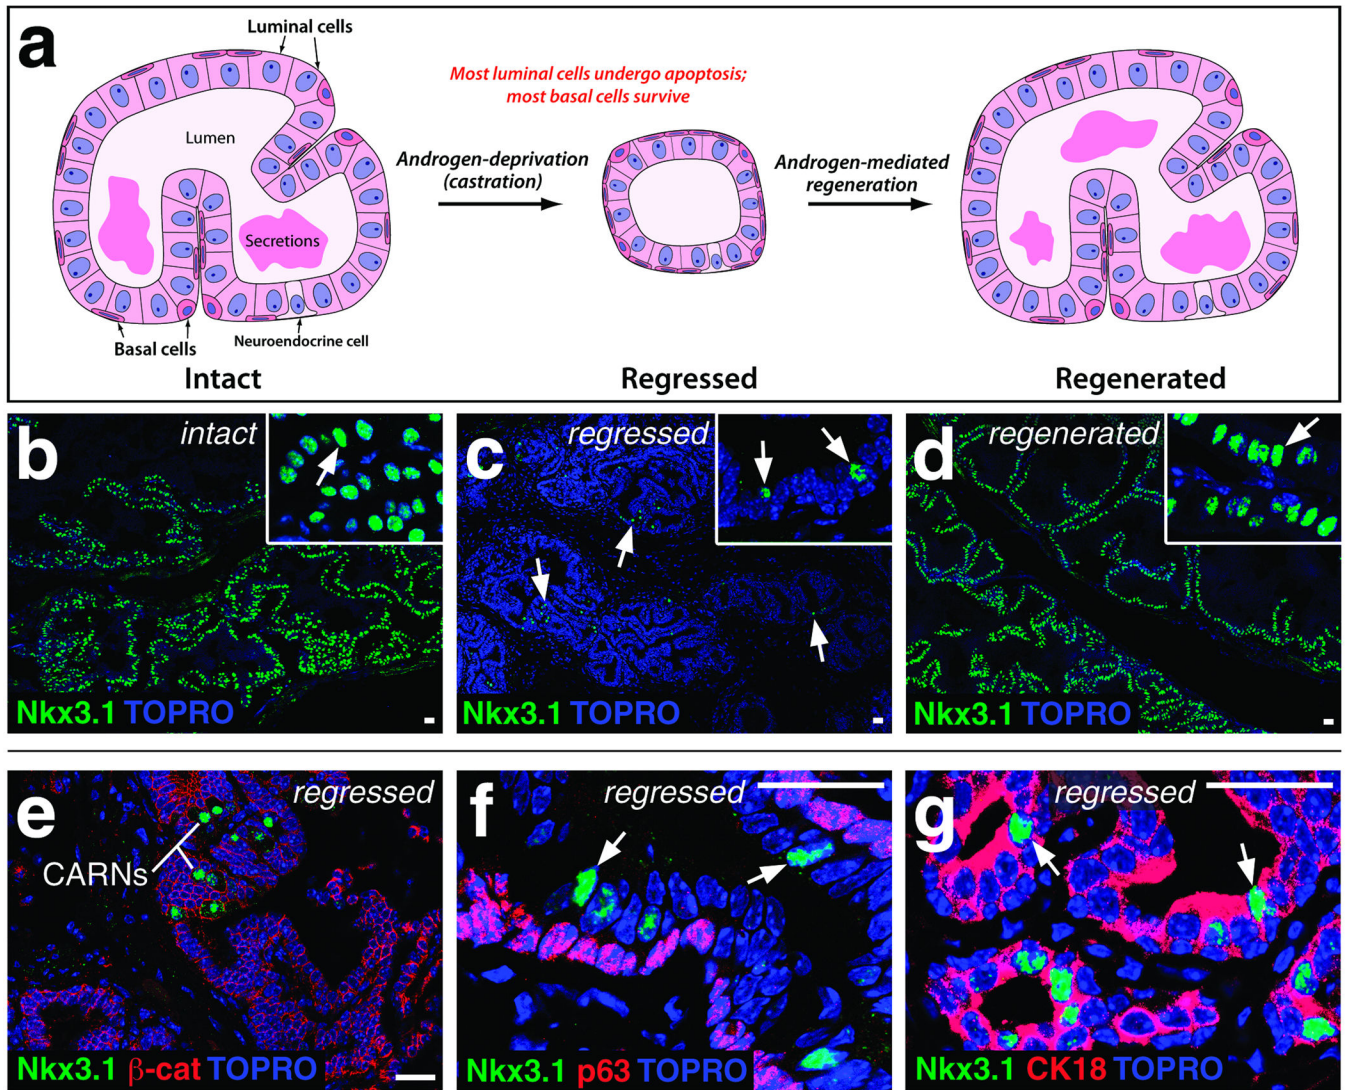 a
Luminal cells
Most luminal cells undergo apoptosis;
most basal cells survive
Lumen
Androgen-deprivation
(castration)
Androgen-mediated
regeneration
Secretions
Basal cells
Neuroendocrine cell
Intact
Regressed
Regenerated
b
intact
Nkx3.1 TOPRO
c
regressed
Nkx3.1 TOPRO
d
regenerated
Nkx3.1 TOPRO
e
regressed
CARNs
Nkx3.1 β-cat TOPRO
f
regressed
Nkx3.1 p63 TOPRO
g
regressed
Nkx3.1 CK18 TOPRO